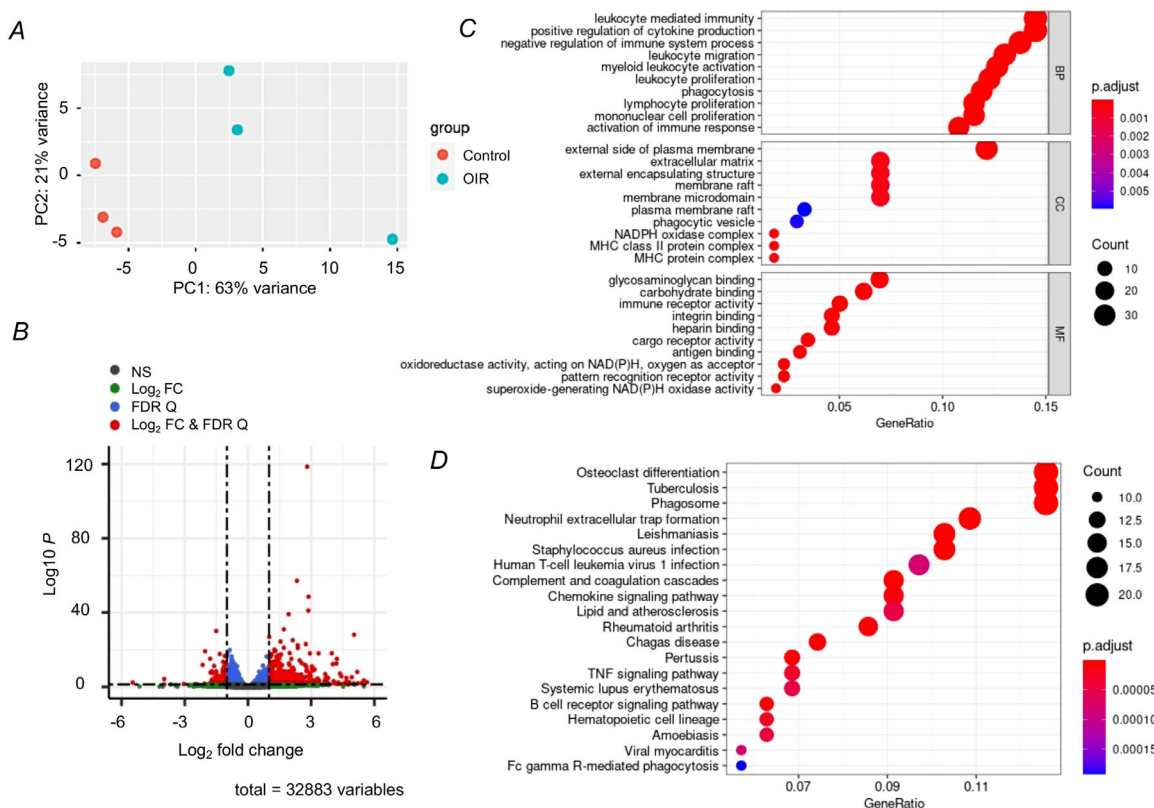 A
PC2: 21% variance
5
0
-5
-5
0
5
10
15
PC1: 63% variance
group
Control
OIR
B
NS
Log2 FC
FDR Q
Log2 FC & FDR Q
Log10 P
120
80
40
0
-6
-3
0
3
6
Log2 fold change
total = 32883 variables
C
leukocyte mediated immunity
positive regulation of cytokine production
negative regulation of immune system process
leukocyte migration
myeloid leukocyte activation
leukocyte proliferation
phagocytosis
lymphocyte proliferation
mononuclear cell proliferation
activation of immune response
BP
external side of plasma membrane
extracellular matrix
external encapsulating structure
membrane raft
membrane microdomain
plasma membrane raft
phagocytic vesicle
NADPH oxidase complex
MHC class II protein complex
MHC protein complex
CC
glycosaminoglycan binding
carbohydrate binding
immune receptor activity
integrin binding
heparin binding
cargo receptor activity
antigen binding
oxidoreductase activity, acting on NAD(P)H, oxygen as acceptor
pattern recognition receptor activity
superoxide-generating NAD(P)H oxidase activity
MF
0.05
0.10
0.15
GeneRatio
p.adjust
0.001
0.002
0.003
0.004
0.005
Count
10
20
30
D
Osteoclast differentiation
Tuberculosis
Phagosome
Neutrophil extracellular trap formation
Leishmaniasis
Staphylococcus aureus infection
Human T-cell leukemia virus 1 infection
Complement and coagulation cascades
Chemokine signaling pathway
Lipid and atherosclerosis
Rheumatoid arthritis
Chagas disease
Pertussis
TNF signaling pathway
Systemic lupus erythematosus
B cell receptor signaling pathway
Hematopoietic cell lineage
Amoebiasis
Viral myocarditis
Fc gamma R-mediated phagocytosis
0.07
0.09
0.11
GeneRatio
Count
10.0
12.5
15.0
17.5
20.0
p.adjust
0.00005
0.00010
0.00015